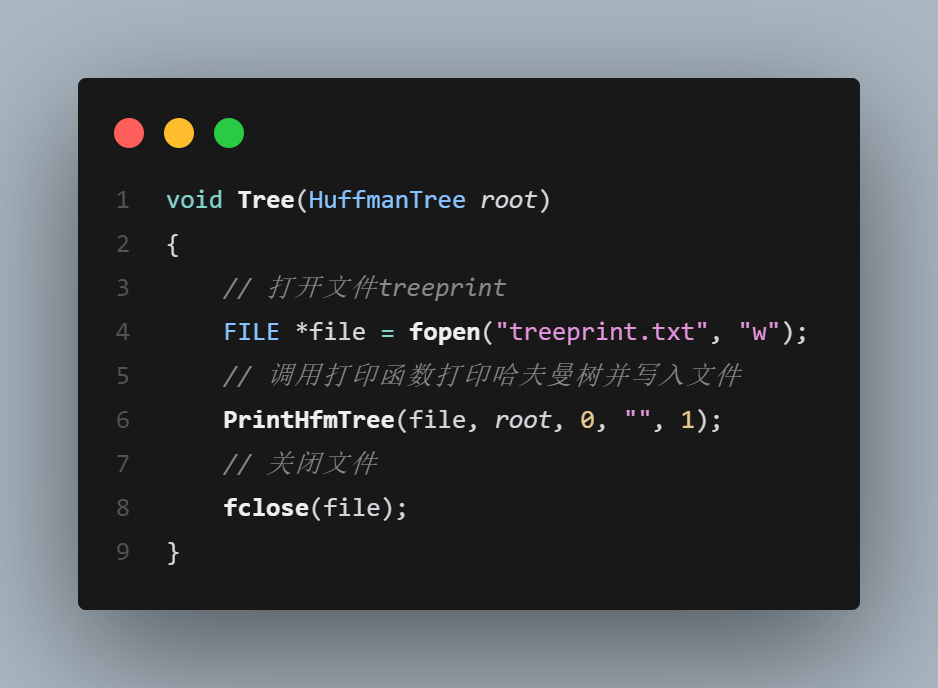 1 void Tree(HuffmanTree root)
2 {
3 // 打开文件treeprint
4 FILE *file = fopen("treeprint.txt", "w");
5 // 调用打印函数打印哈夫曼树并写入文件
6 PrintHfmTree(file, root, 0, "", 1);
7 // 关闭文件
8 fclose(file);
9 }